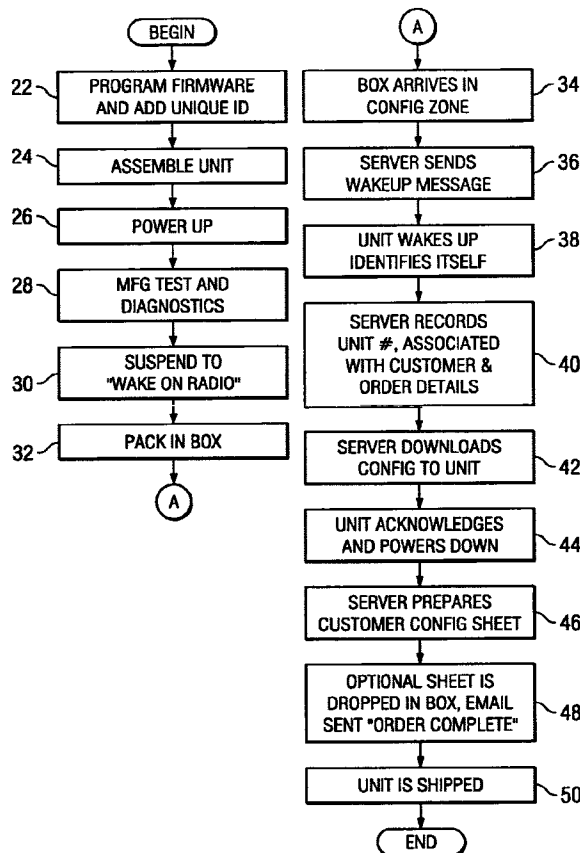 BEGIN
22
PROGRAM FIRMWARE
AND ADD UNIQUE ID
24
ASSEMBLE UNIT
26
POWER UP
28
MFG TEST AND
DIAGNOSTICS
30
SUSPEND TO
"WAKE ON RADIO"
32
PACK IN BOX
A
A
BOX ARRIVES IN
CONFIG ZONE
34
SERVER SENDS
WAKEUP MESSAGE
36
UNIT WAKES UP
IDENTIFIES ITSELF
38
SERVER RECORDS
UNIT #, ASSOCIATED
WITH CUSTOMER &
ORDER DETAILS
40
SERVER DOWNLOADS
CONFIG TO UNIT
42
UNIT ACKNOWLEDGES
AND POWERS DOWN
44
SERVER PREPARES
CUSTOMER CONFIG SHEET
46
OPTIONAL SHEET IS
DROPPED IN BOX, EMAIL
SENT "ORDER COMPLETE"
48
UNIT IS SHIPPED
50
END